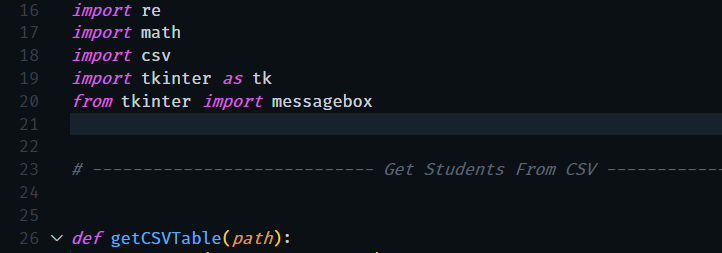 16 import re
17 import math
18 import csv
19 import tkinter as tk
20 from tkinter import messagebox
21
22
23 # ---------------------------- Get Students From CSV ------------
24
25
26 def getCSVTable(path):